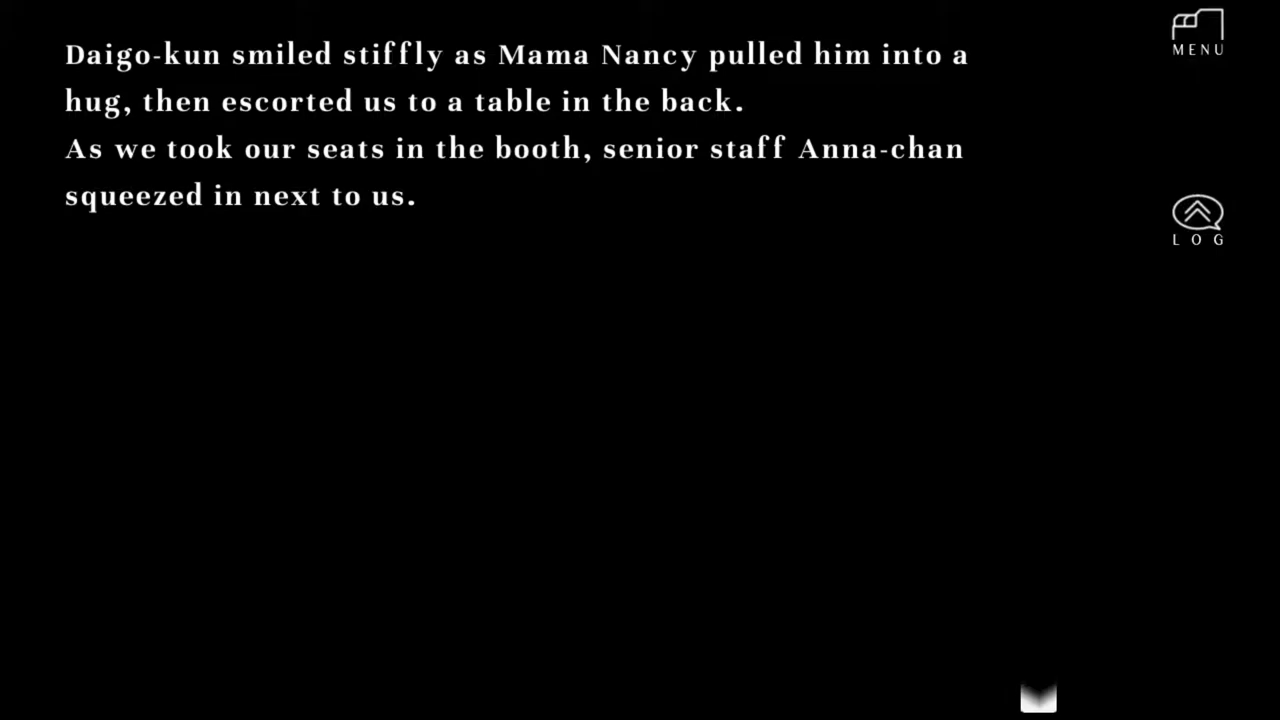 Daigo-kun smiled stiffly as Mama Nancy pulled him into a
hug, then escorted us to a table in the back.
As we took our seats in the booth, senior staff Anna-chan
squeezed in next to us.
MENU
LOG